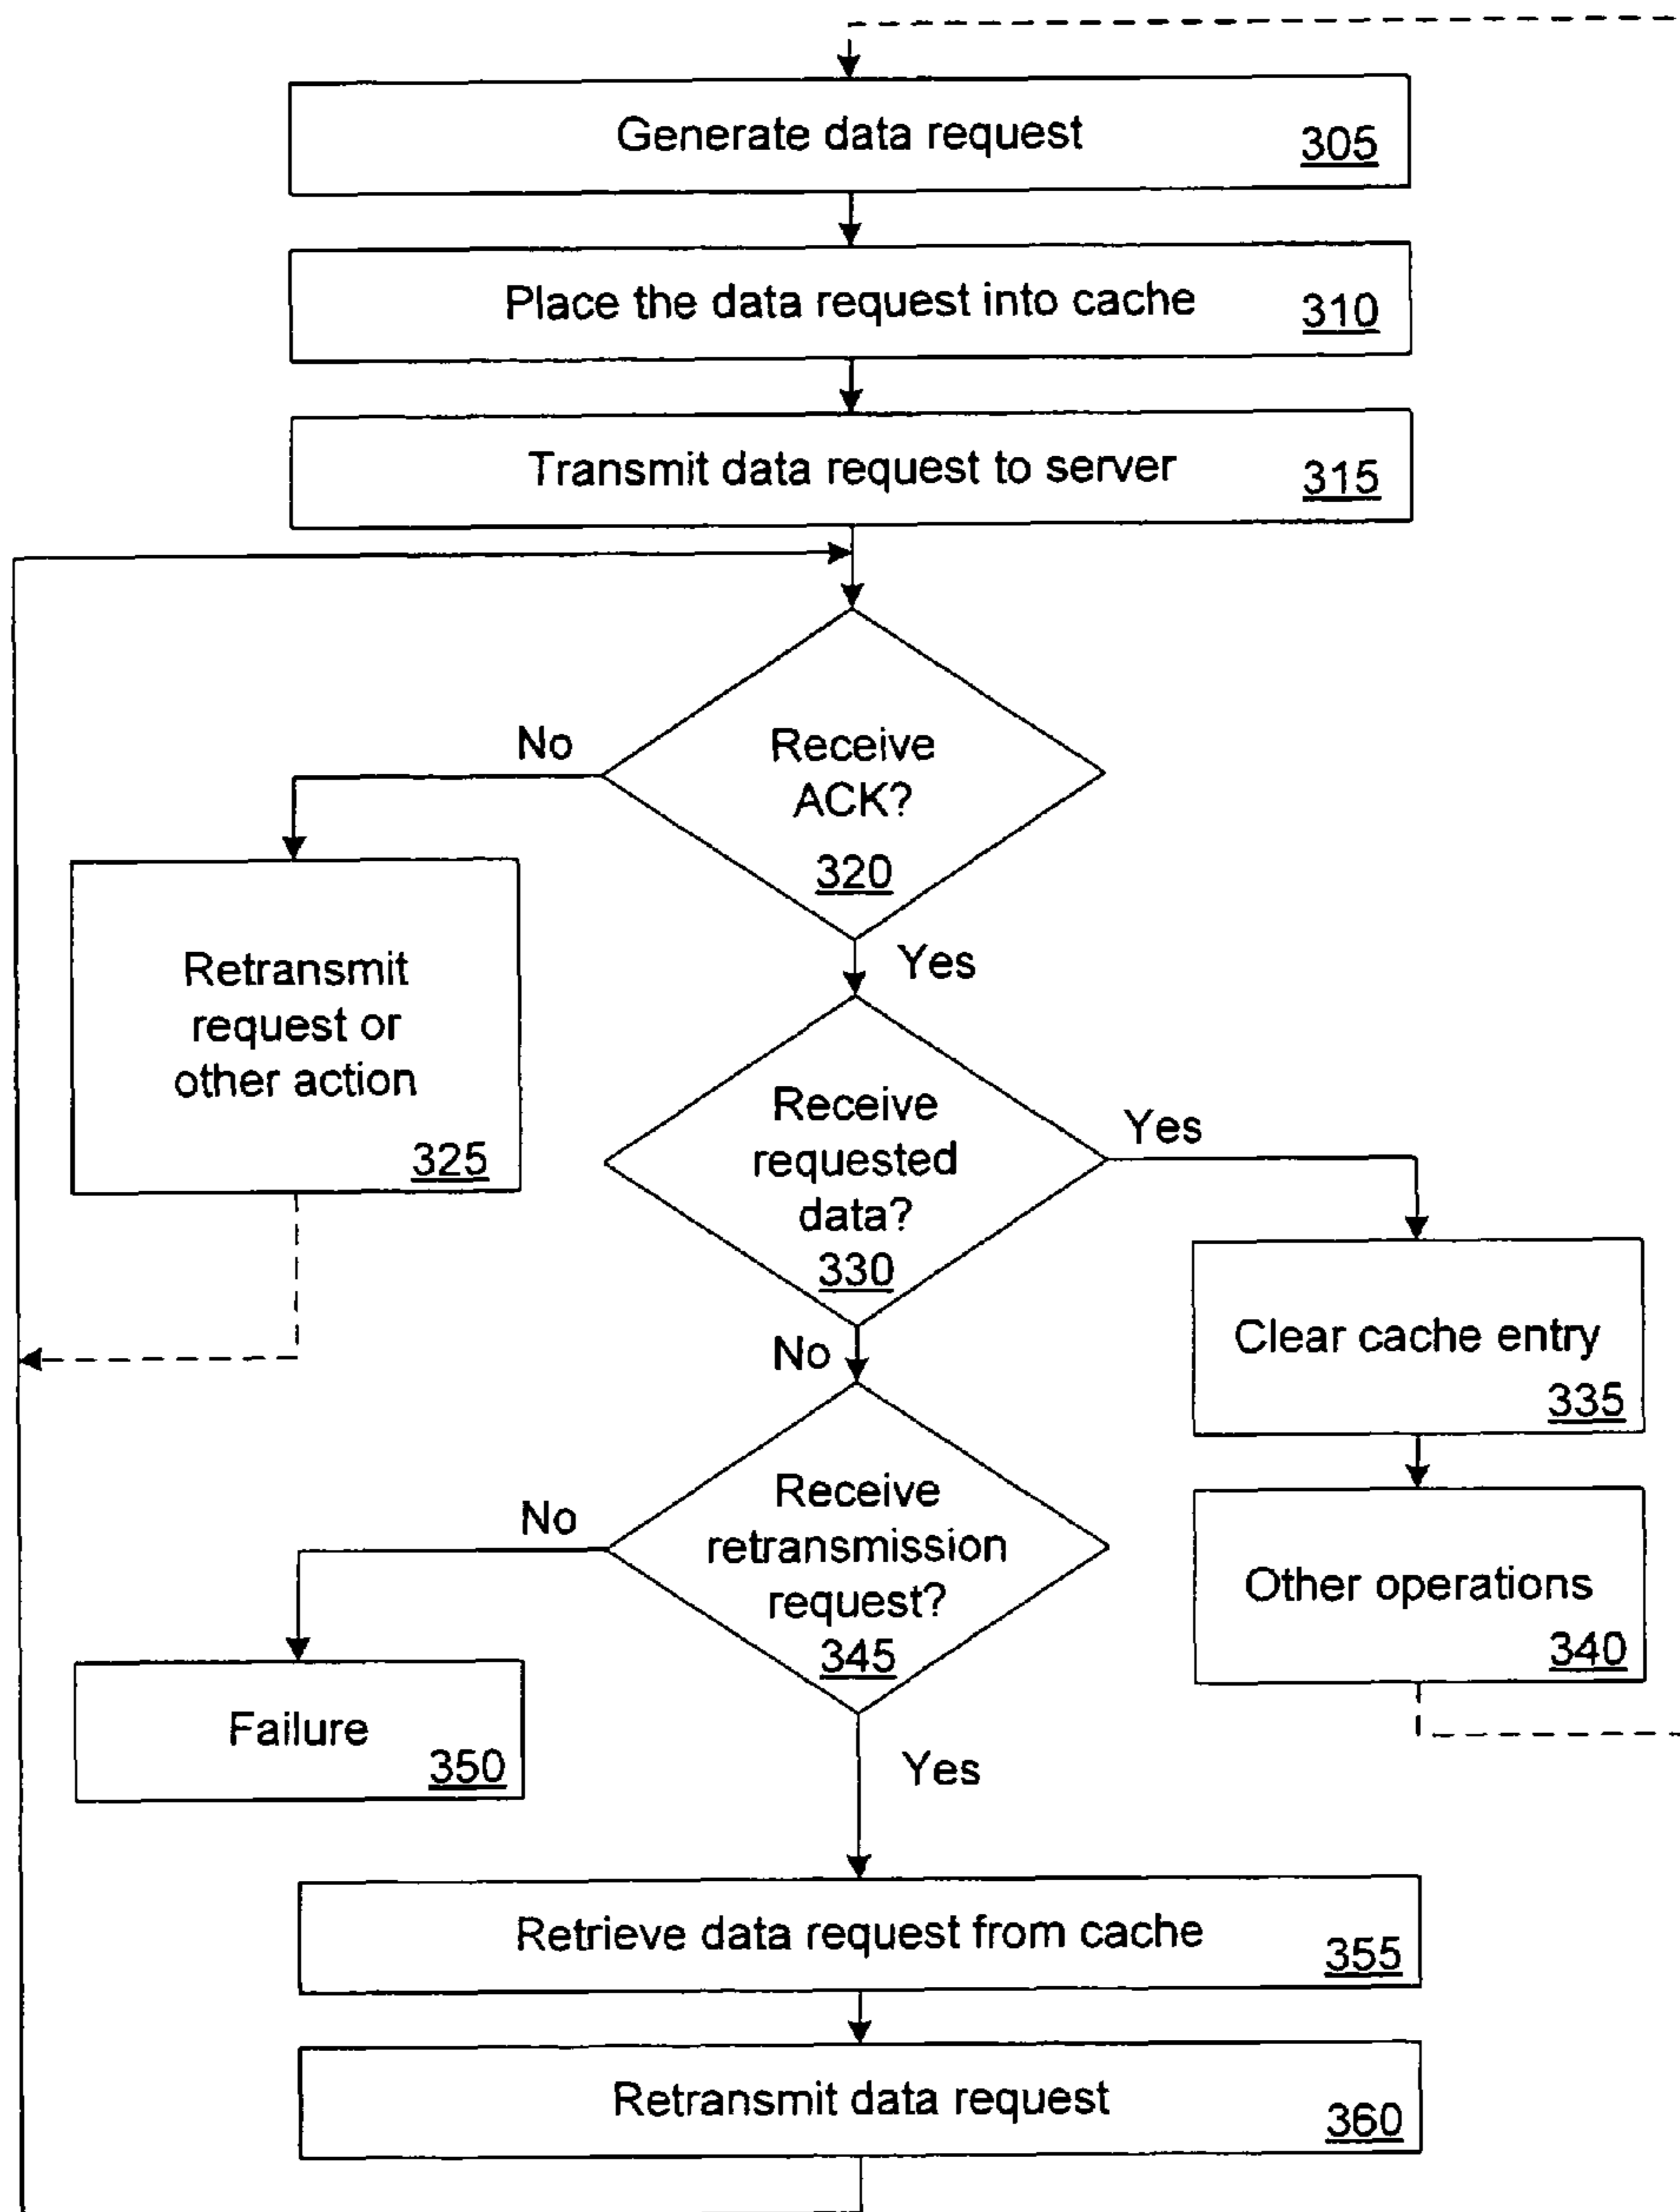 Generate data request
305
Place the data request into cache
310
Transmit data request to server
315
No
Receive
ACK?
320
Yes
Retransmit
request or
other action
325
Receive
requested
data?
330
Yes
No
Clear cache entry
335
Receive
retransmission
request?
345
No
Other operations
340
Failure
350
Yes
Retrieve data request from cache
355
Retransmit data request
360